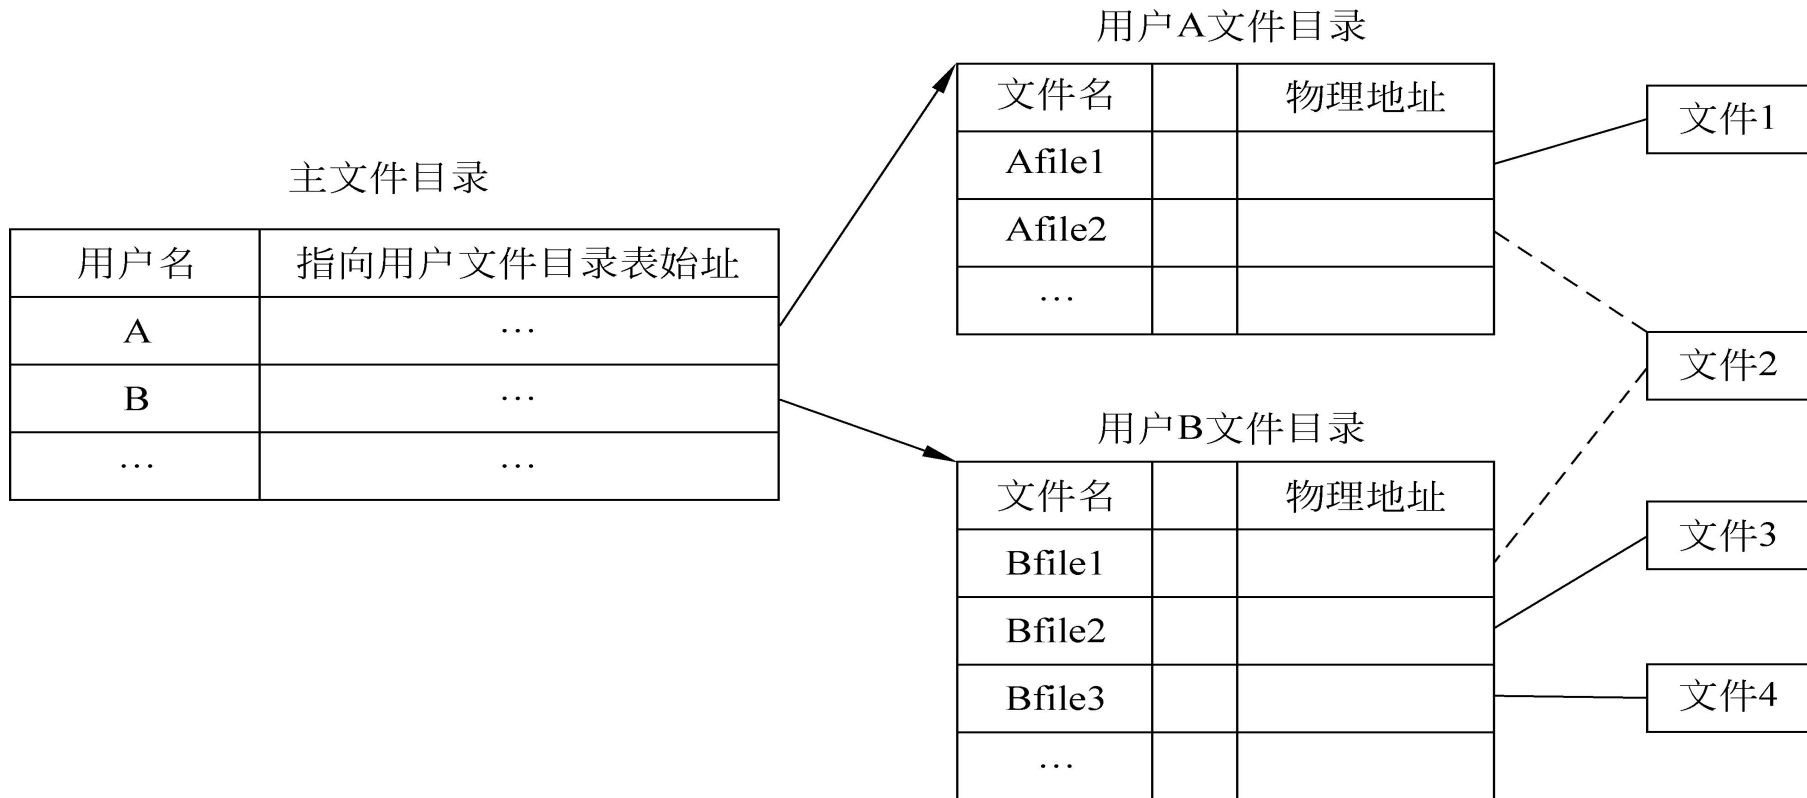 主文件目录
用户名 指向用户文件目录表始址
A …
B …
… …
用户A文件目录
文件名 物理地址
Afile1
Afile2
…
用户B文件目录
文件名 物理地址
Bfile1
Bfile2
Bfile3
…
文件1
文件2
文件3
文件4